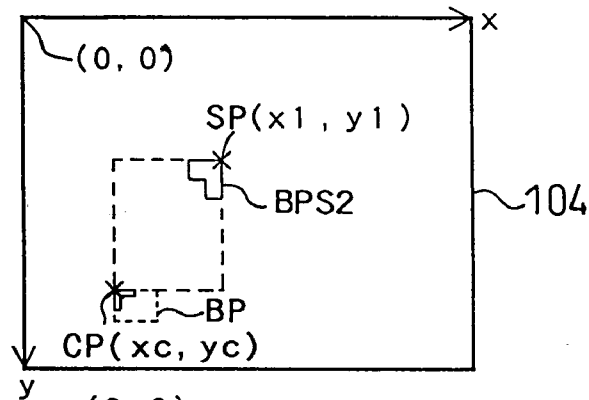 x
(0, 0)
SP(x1, y1)
BPS2
104
BP
CP(xc, yc)
y